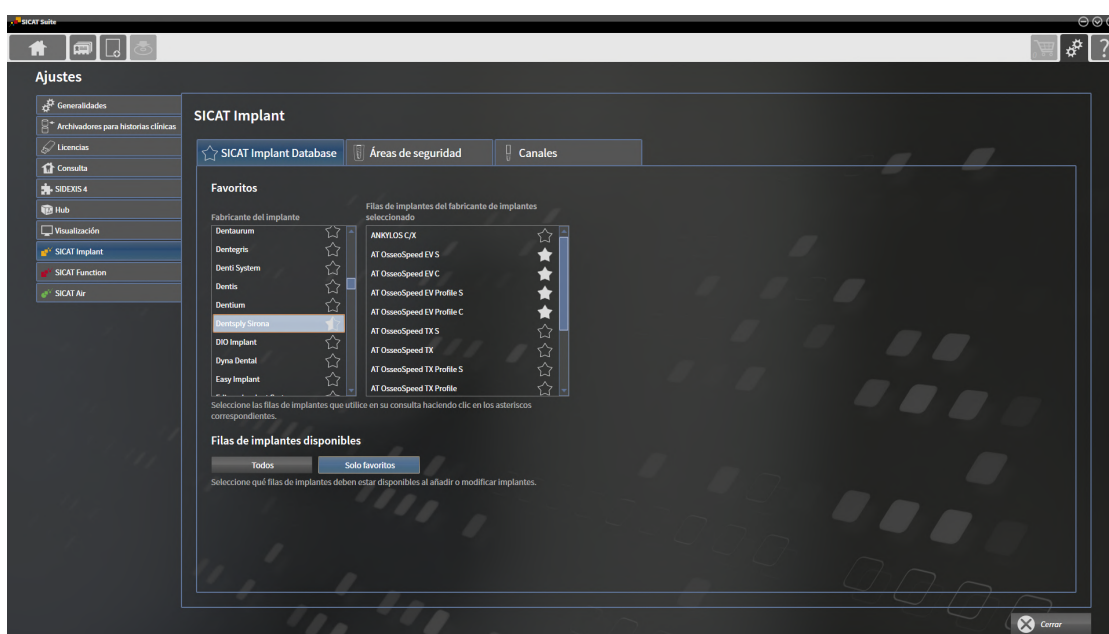 SICAT Suite
Ajustes
Generalidades
Archivadores para historias clínicas
Licencias
Consulta
SIDEXIS 4
Hub
Visualización
SICAT Implant
SICAT Function
SICAT Air
SICAT Implant
SICAT Implant Database
Áreas de seguridad
Canales
Favoritos
Fabricante del implante
Dentaurum
Dentegris
Denti System
Dentis
Dentium
Dentsply Sirona
DIO Implant
Dyna Dental
Easy Implant
Filas de implantes del fabricante de implantes
seleccionado
ANKYLOS C/X
AT OsseoSpeed EV S
AT OsseoSpeed EV C
AT OsseoSpeed EV Profile S
AT OsseoSpeed EV Profile C
AT OsseoSpeed TX S
AT OsseoSpeed TX
AT OsseoSpeed TX Profile S
AT OsseoSpeed TX Profile
Seleccione las filas de implantes que utilice en su consulta haciendo clic en los asteriscos
correspondientes.
Filas de implantes disponibles
Todos
Solo favoritos
Seleccione qué filas de implantes deben estar disponibles al añadir o modificar implantes.
Cerrar